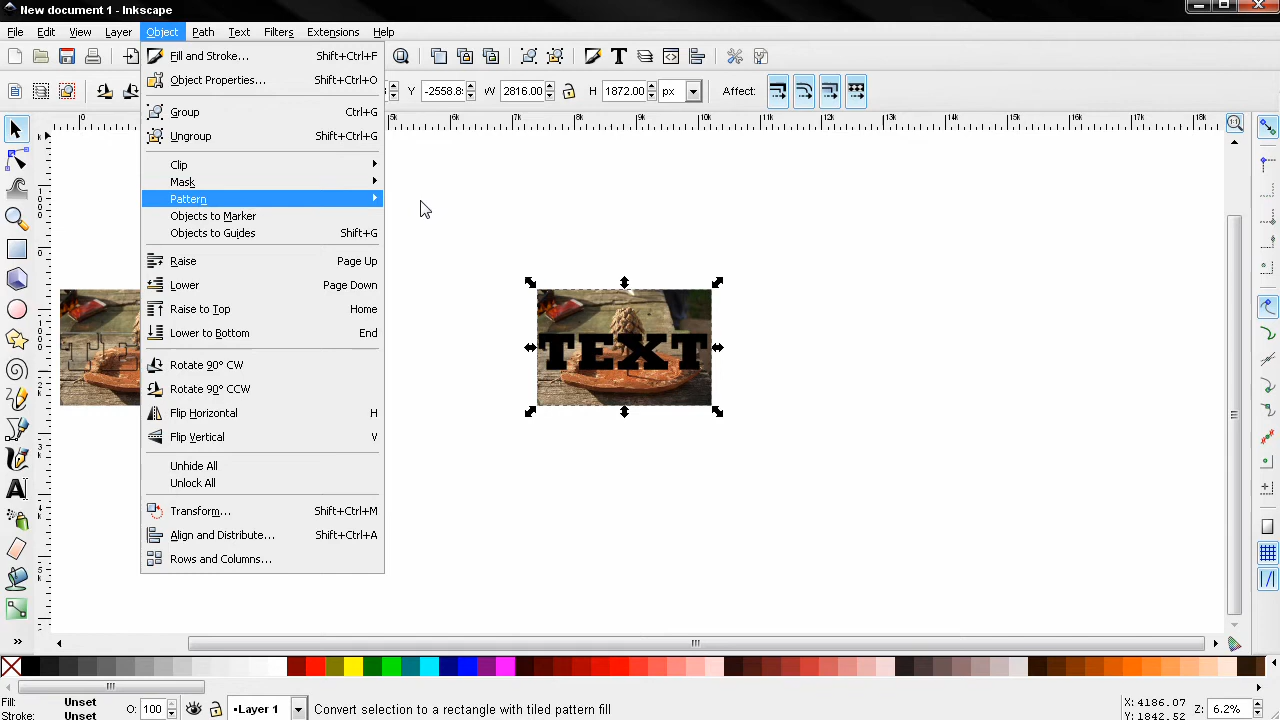 New document 1 - Inkscape
File Edit View Layer Object Path Text Filters Extensions Help
Y -2558.8 W 2816.00 H 1872.00 px Affect:
Fill and Stroke... Shift+Ctrl+F
Object Properties... Shift+Ctrl+O
Group Ctrl+G
Ungroup Shift+Ctrl+G
Clip
Mask
Pattern
Objects to Marker
Objects to Guides Shift+G
Raise Page Up
Lower Page Down
Raise to Top Home
Lower to Bottom End
Rotate 90° CW
Rotate 90° CCW
Flip Horizontal H
Flip Vertical V
Unhide All
Unlock All
Transform... Shift+Ctrl+M
Align and Distribute... Shift+Ctrl+A
Rows and Columns...
TEXT
Fill: Unset
Stroke: Unset
O: 100
Layer 1
Convert selection to a rectangle with tiled pattern fill
X: 4186.07
Y: 1842.52
Z: 6.2%